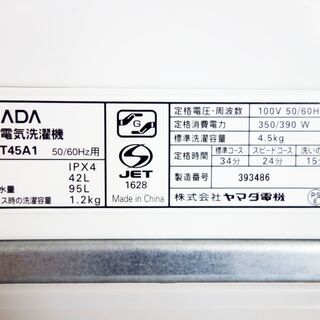 ADA
電気洗濯機
T45A1 50/60Hz用
IPX4
42L
水量 95L
ス時の洗濯容量 1.2kg
G
S
JET
1628
Made in China
定格電圧・周波数 100V 50/60H
定格消費電力 350/390 W
標準洗濯容量 4.5kg
標準コース スピードコース 洗いの
34分 24分 15
製造番号 393486
株式会社 ヤマダ電機
PS
E